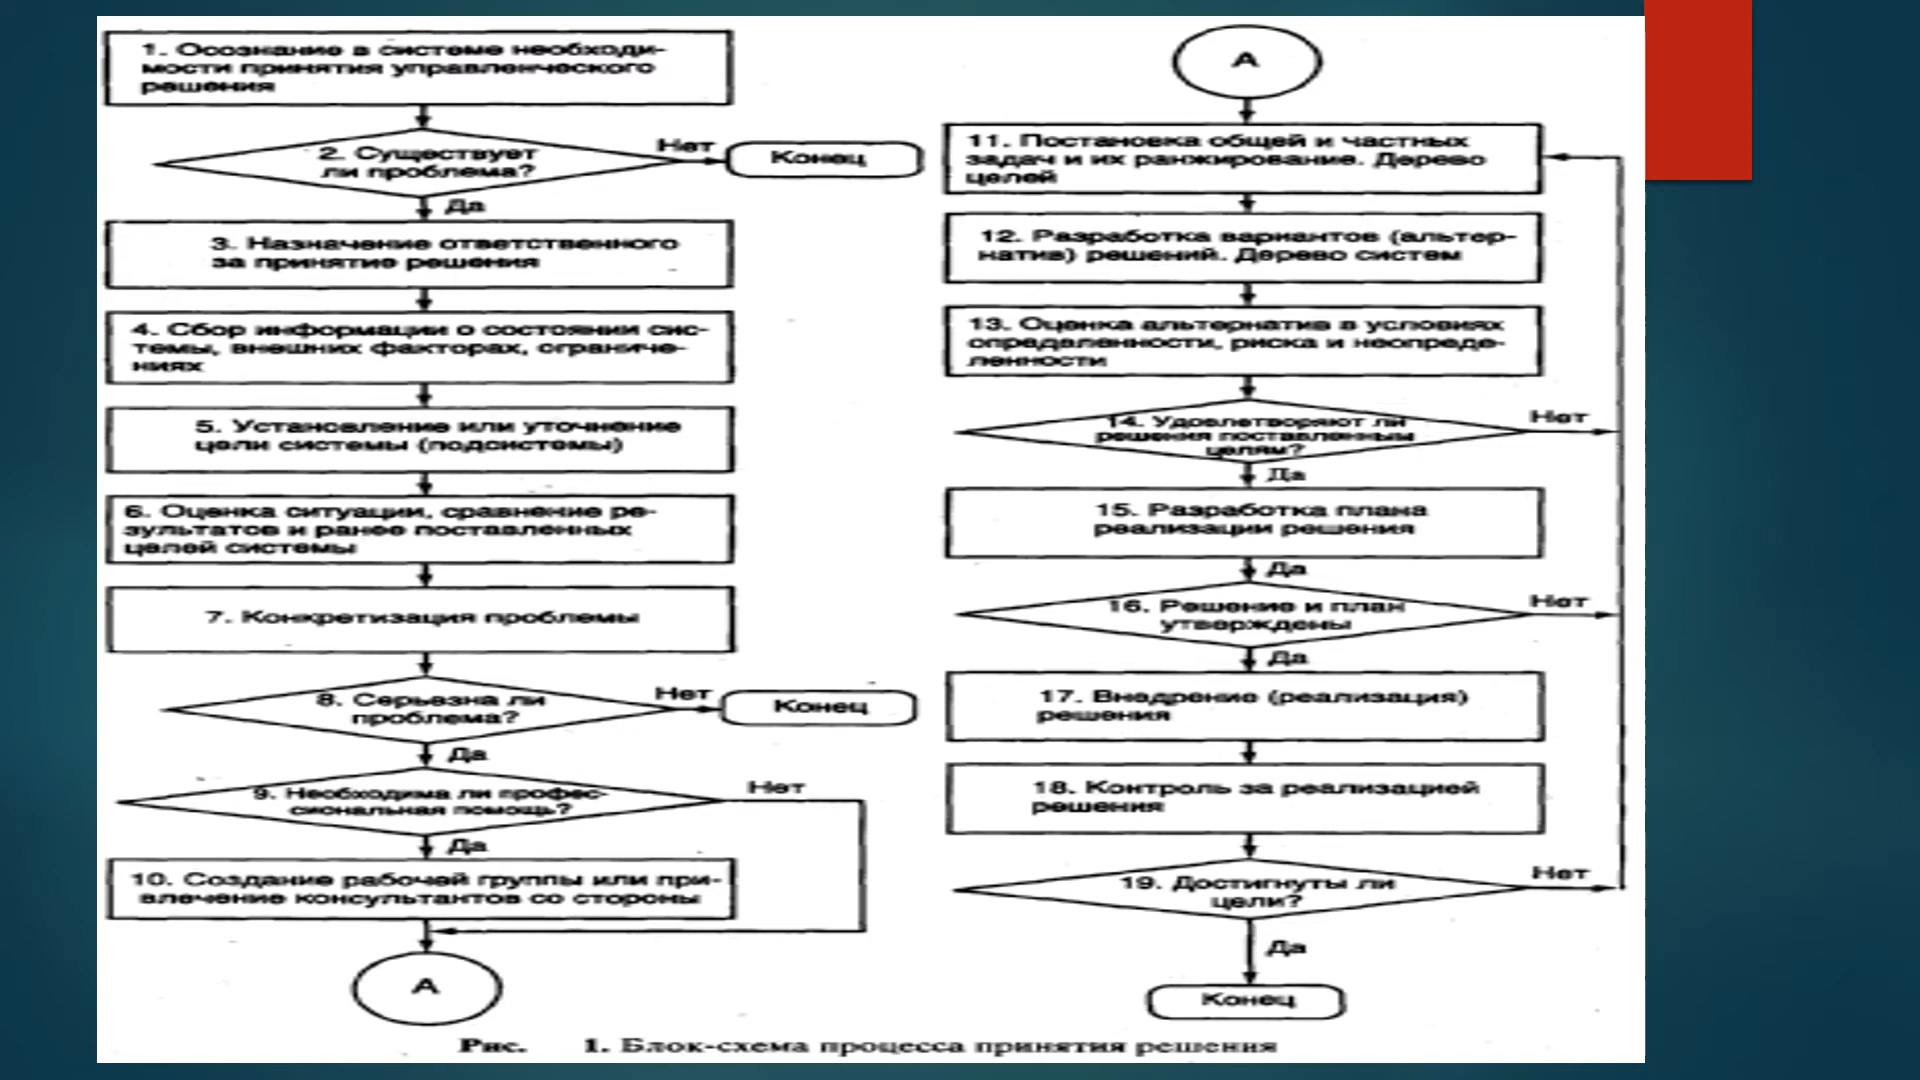 1. Осознание в системе необходи-
мости принятия управленческого
решения
2. Существует
ли проблема?
Нет
Конец
Да
3. Назначение ответственного
за принятие решения
4. Сбор информации о состоянии сис-
темы, внешних факторах, ограниче-
ниях
5. Установление или уточнение
цели системы (подсистемы)
6. Оценка ситуации, сравнение ре-
зультатов и ранее поставленных
целей системы
7. Конкретизация проблемы
8. Серьезна ли
проблема?
Нет
Конец
Да
9. Необходима ли профес-
сиональная помощь?
Нет
Да
10. Создание рабочей группы или при-
влечение консультантов со стороны
А
А
11. Постановка общей и частных
задач и их ранжирование. Дерево
целей
12. Разработка вариантов (альтер-
натив) решений. Дерево систем
13. Оценка альтернатив в условиях
определенности, риска и неопреде-
ленности
14. Удовлетворяют ли
решения поставленным
целям?
Нет
Да
15. Разработка плана
реализации решения
Да
16. Решение и план
утверждены
Нет
Да
17. Внедрение (реализация)
решения
18. Контроль за реализацией
решения
19. Достигнуты ли
цели?
Нет
Да
Конец
Рис. 1. Блок-схема процесса принятия решения